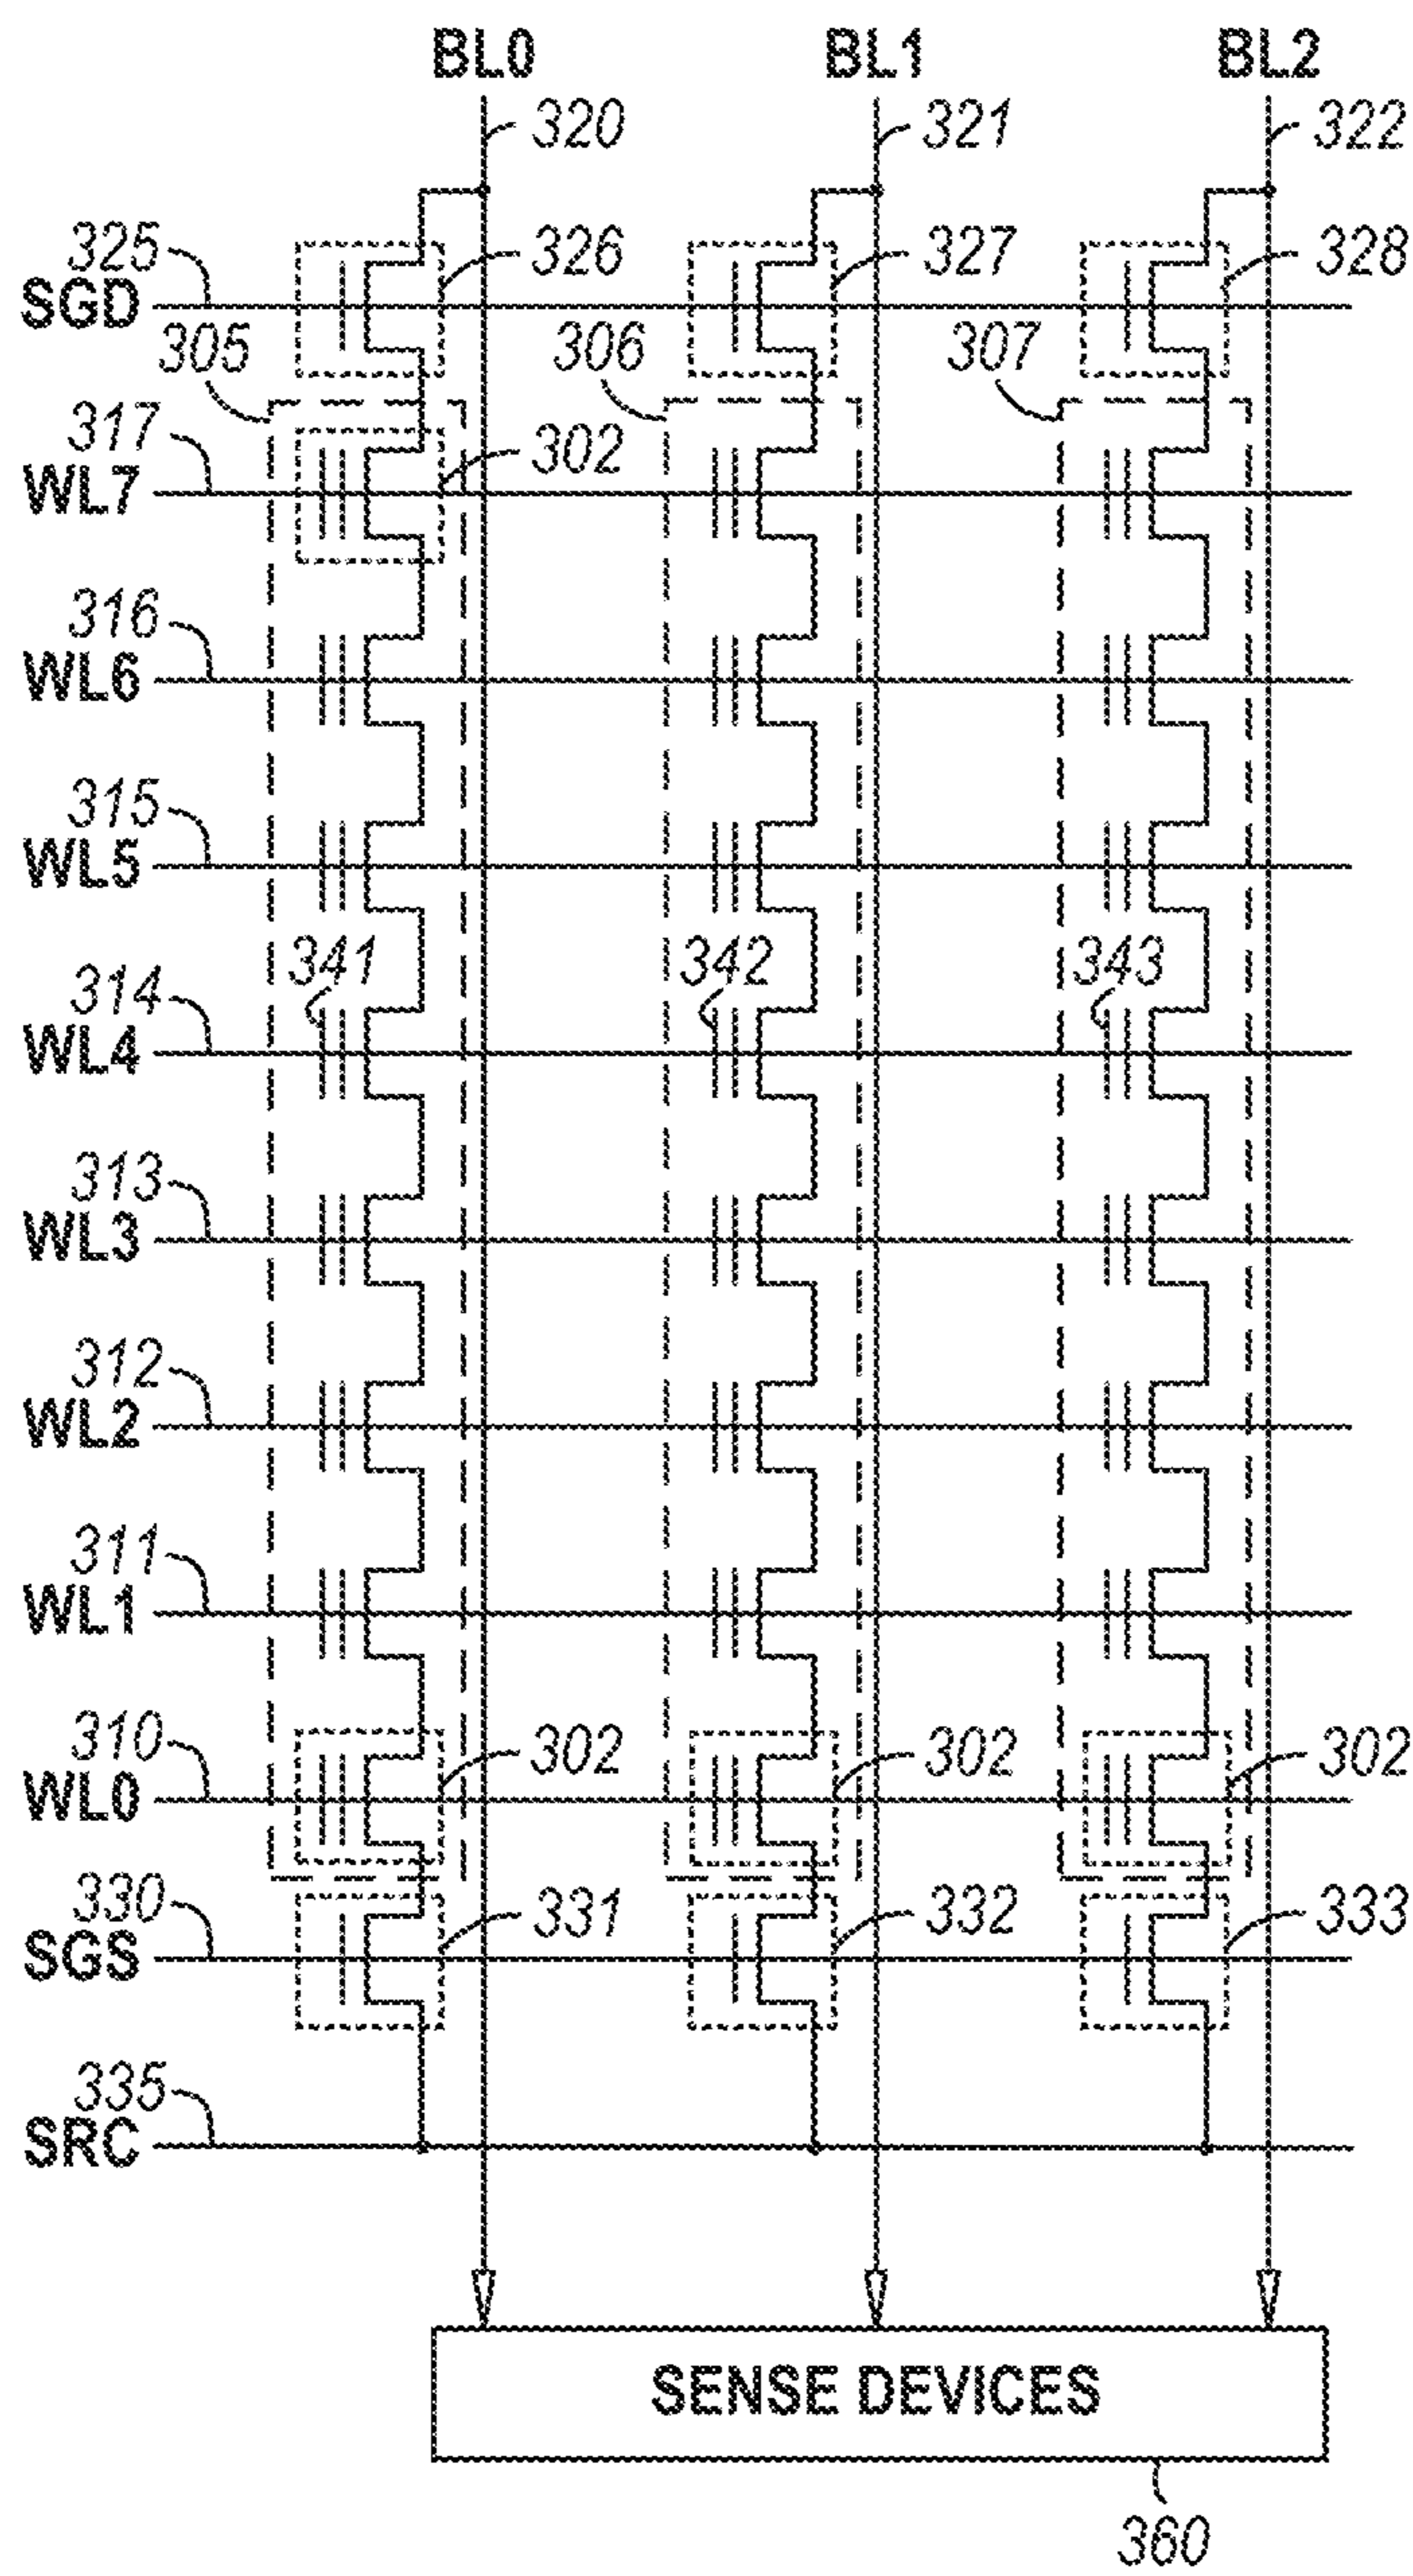 BL0 BL1 BL2
320 321 322
325 326 327 328
SGD
305 306 307
317 302
WL7
316
WL6
315
WL5
341 342 343
314
WL4
313
WL3
312
WL2
311
WL1
310 302 302 302
WL0
330 331 332 333
SGS
335
SRC
SENSE DEVICES
360